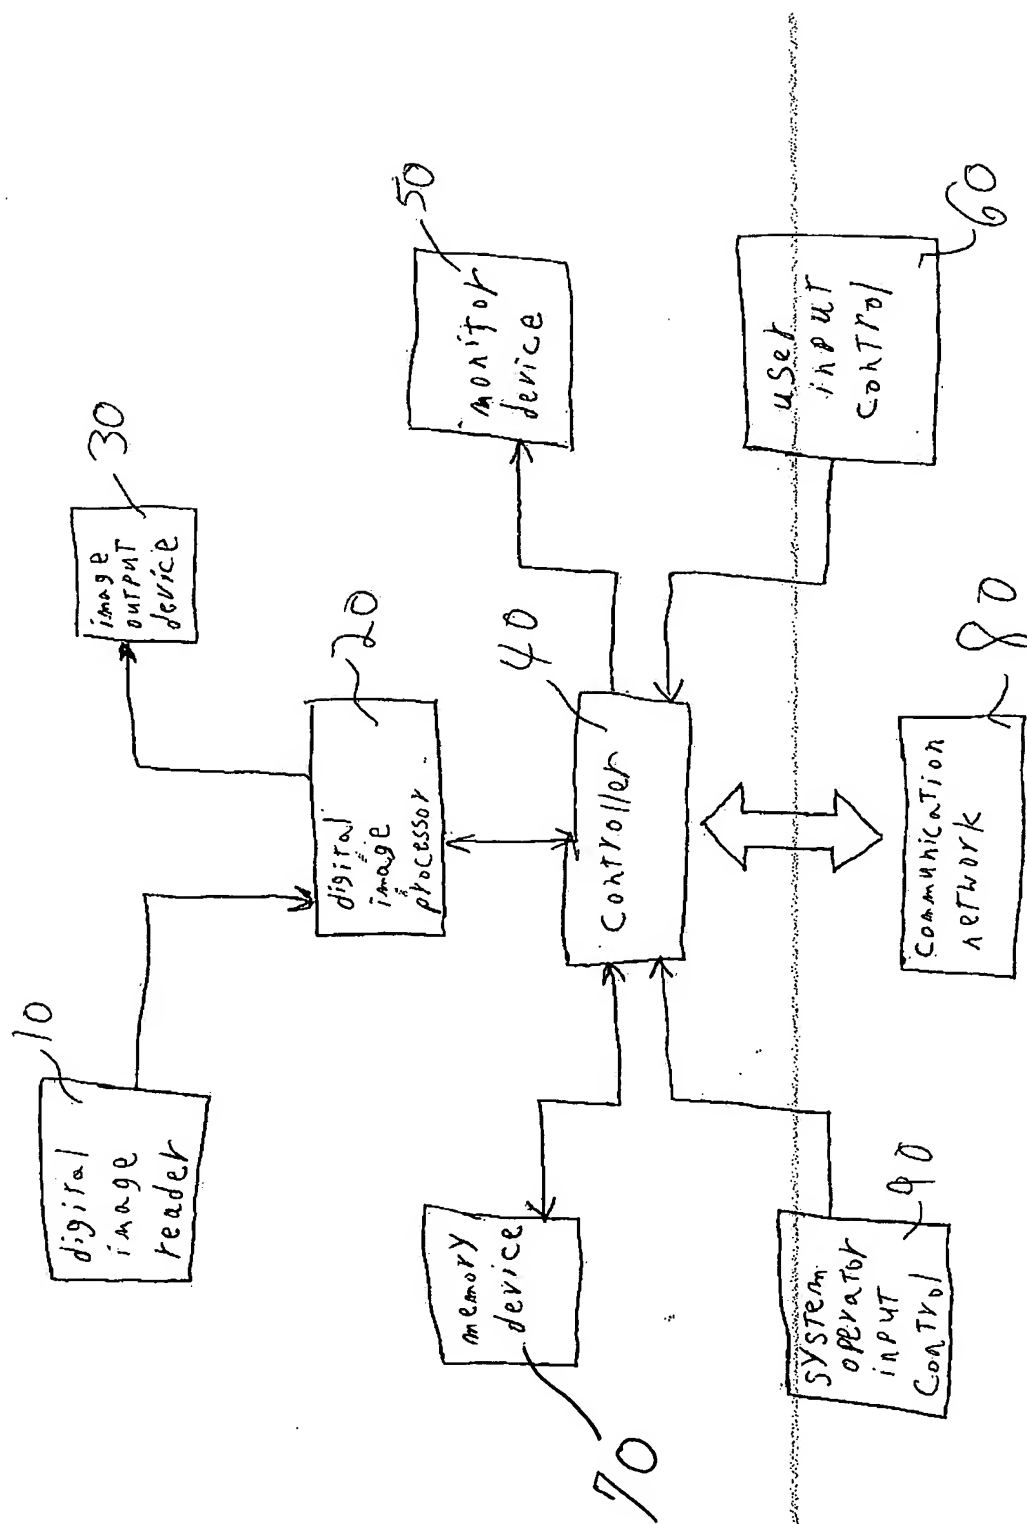 10
digital
image
reader
30
image
output
device
20
digital
image
processor
50
monitor
device
40
controller
memory
device
70
60
user
input
control
system
operator
input
control
90
communication
network
80